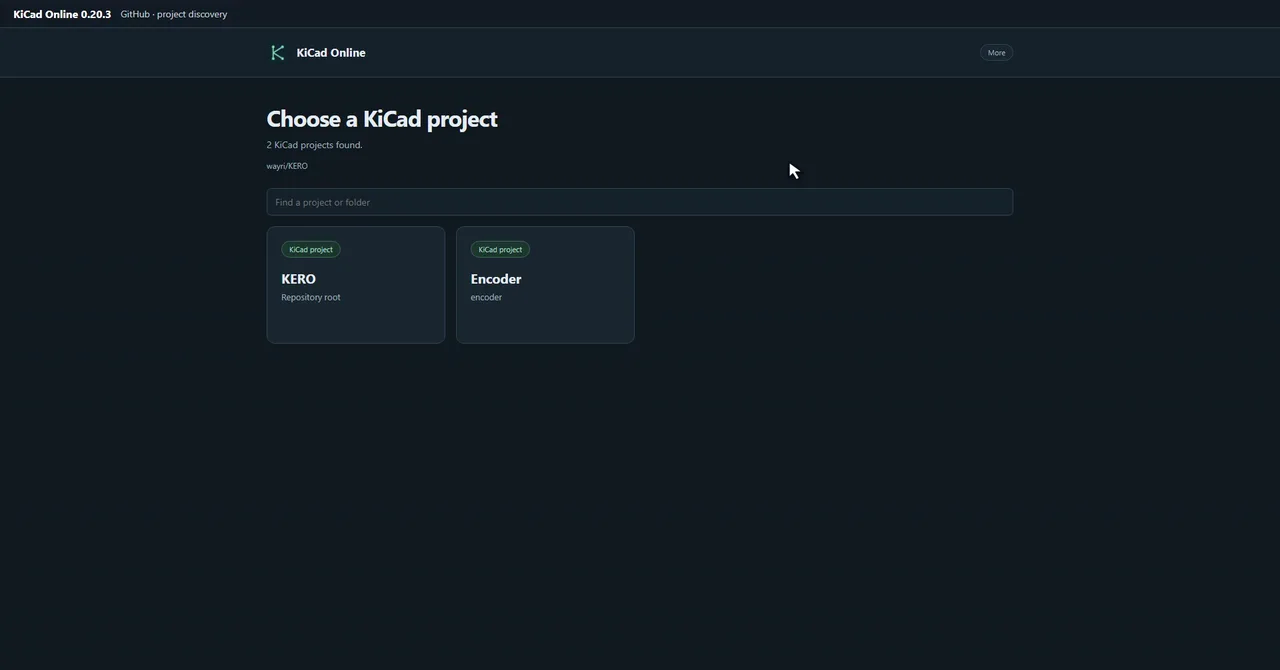 KiCad Online 0.20.3 GitHub · project discovery
KiCad Online
More
Choose a KiCad project
2 KiCad projects found.
wayri/KERO
Find a project or folder
KiCad project
KERO
Repository root
KiCad project
Encoder
encoder